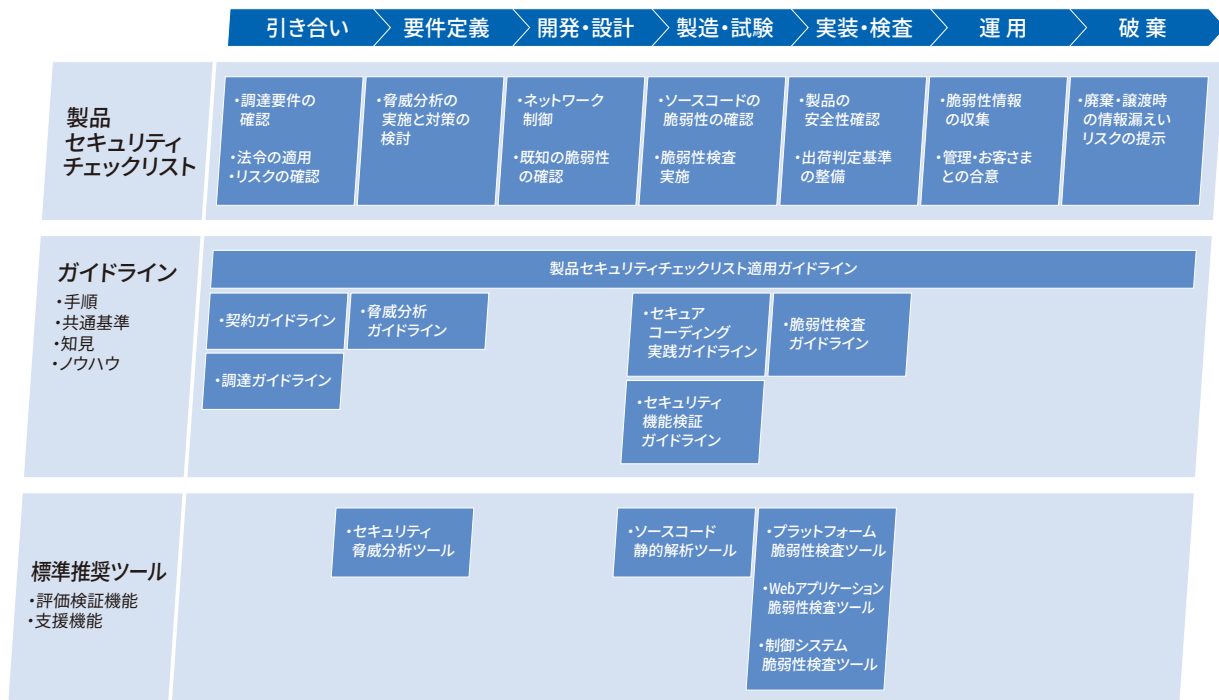 引き合い
要件定義
開発・設計
製造・試験
実装・検査
運 用
破 棄
製品
セキュリティ
チェックリスト
・調達要件の
確認
・法令の適用
・リスクの確認
・脅威分析の
実施と対策の
検討
・ネットワーク
制御
・既知の脆弱性
の確認
・ソースコードの
脆弱性の確認
・脆弱性検査
実施
・製品の
安全性確認
・出荷判定基準
の整備
・脆弱性情報
の収集
・管理・お客さま
との合意
・廃棄・譲渡時
の情報漏えい
リスクの提示
ガイドライン
・手順
・共通基準
・知見
・ノウハウ
製品セキュリティチェックリスト適用ガイドライン
・契約ガイドライン
・調達ガイドライン
・脅威分析
ガイドライン
・セキュア
コーディング
実践ガイドライン
・セキュリティ
機能検証
ガイドライン
・脆弱性検査
ガイドライン
標準推奨ツール
・評価検証機能
・支援機能
・セキュリティ
脅威分析ツール
・ソースコード
静的解析ツール
・プラットフォーム
脆弱性検査ツール
・Webアプリケーション
脆弱性検査ツール
・制御システム
脆弱性検査ツール